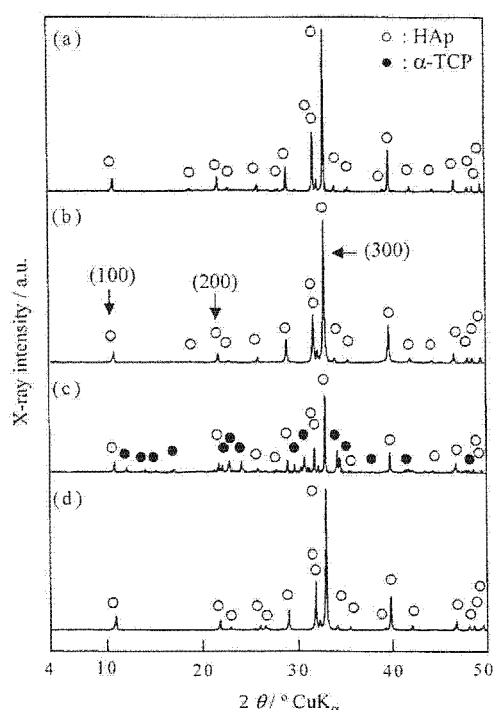 (a)
○ : HAp
● : α-TCP
(b)
(100)
(200)
(300)
(c)
(d)
X-ray intensity / a.u.
4 10 20 30 40 50
2 θ/ ° CuKα